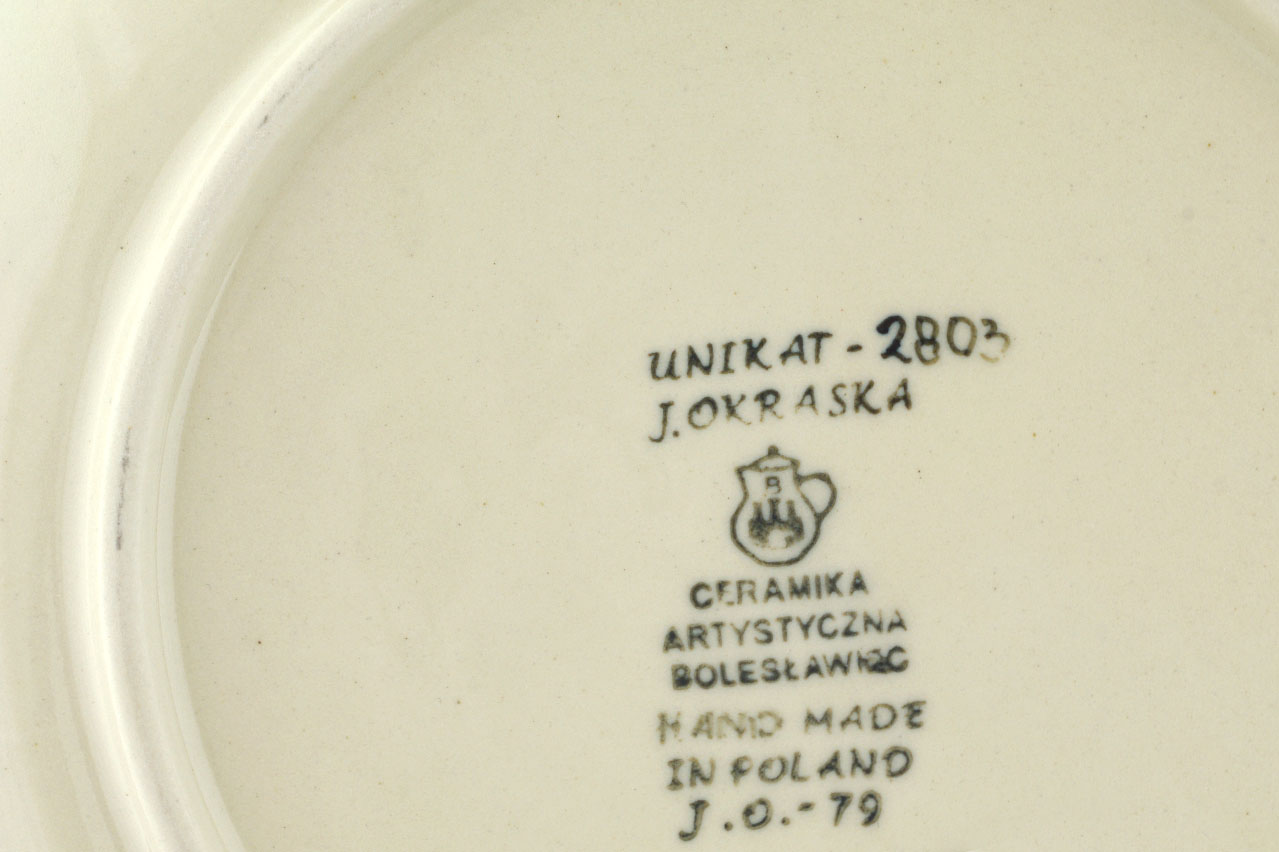 UNIKAT - 2803
J.OKRASKA
B
CERAMIKA
ARTYSTYCZNA
BOLESŁAWIEC
HAND MADE
IN POLAND
J.O.-79